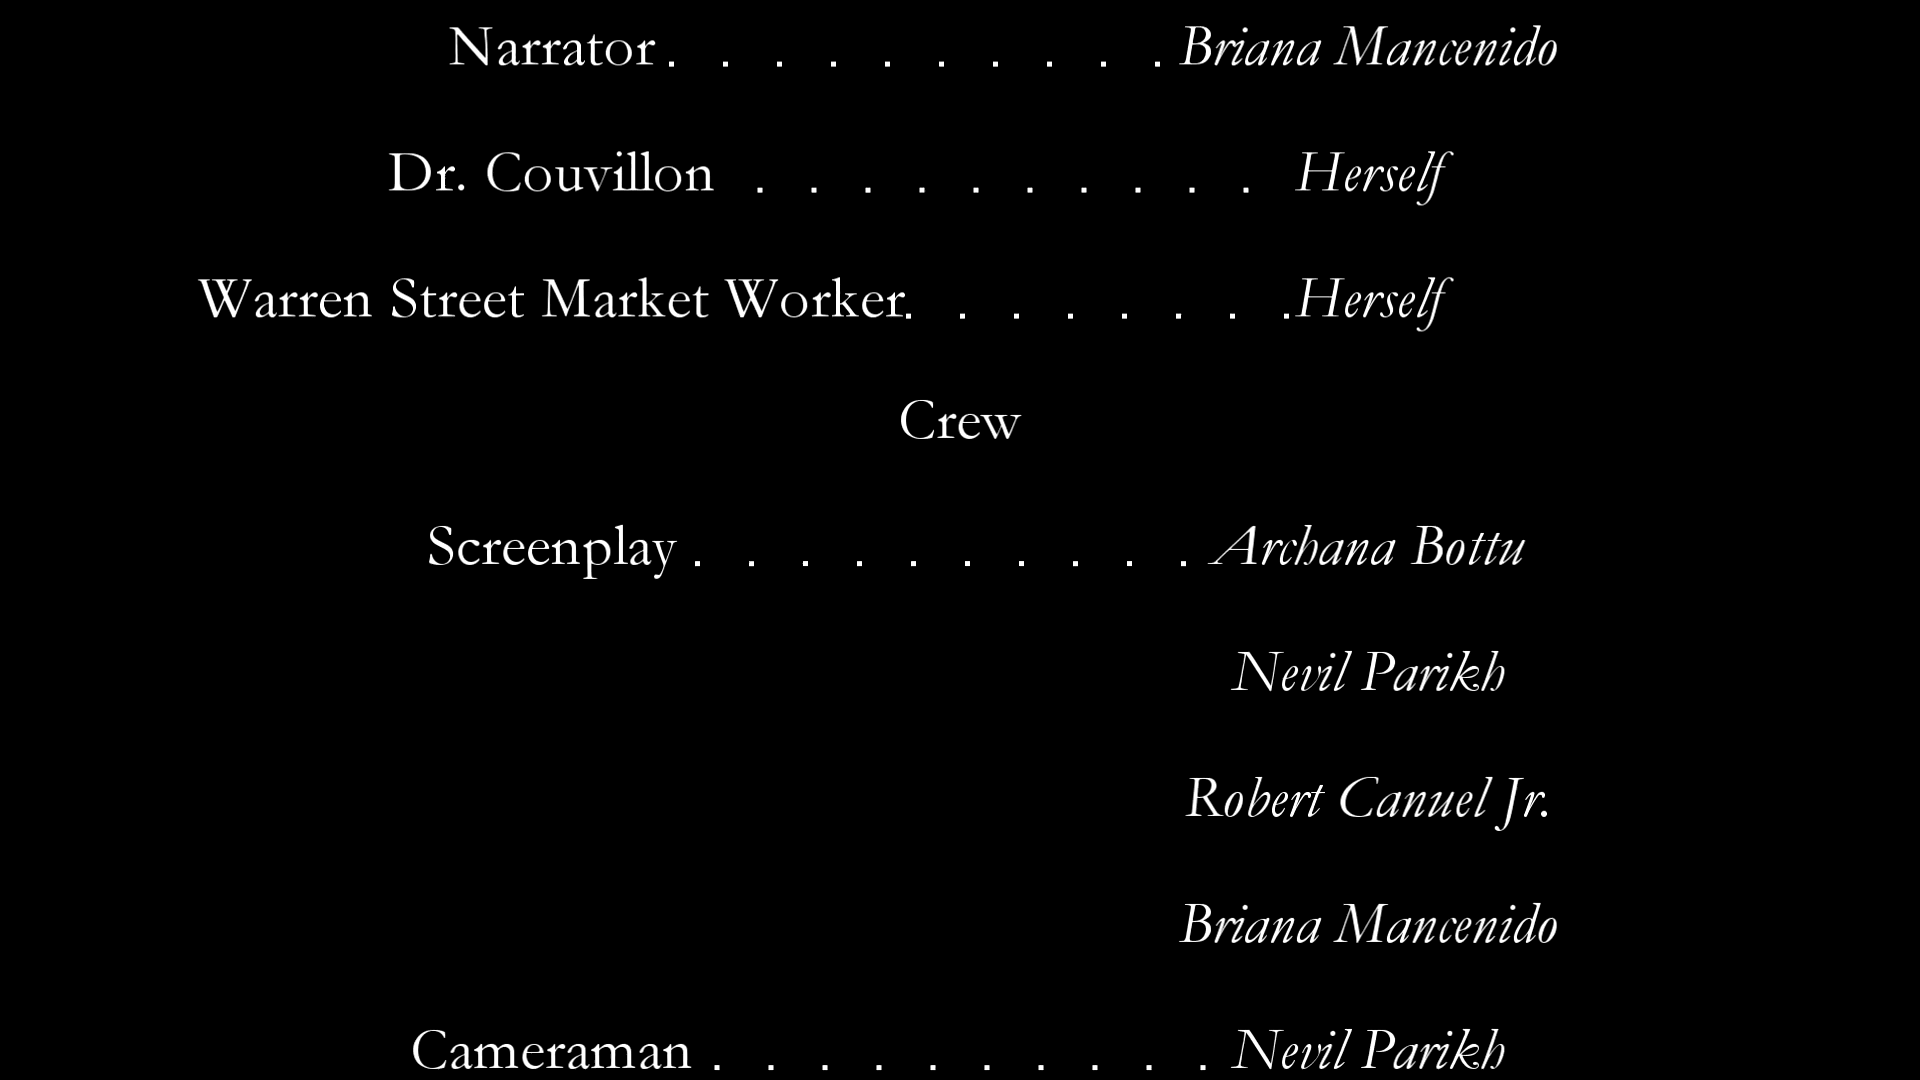 Narrator . . . . . . . . . . Briana Mancenido
Dr. Couvillon . . . . . . . . . . Herself
Warren Street Market Worker. . . . . . . .Herself
Crew
Screenplay . . . . . . . . . . Archana Bottu
Nevil Parikh
Robert Canuel Jr.
Briana Mancenido
Cameraman . . . . . . . . . . Nevil Parikh